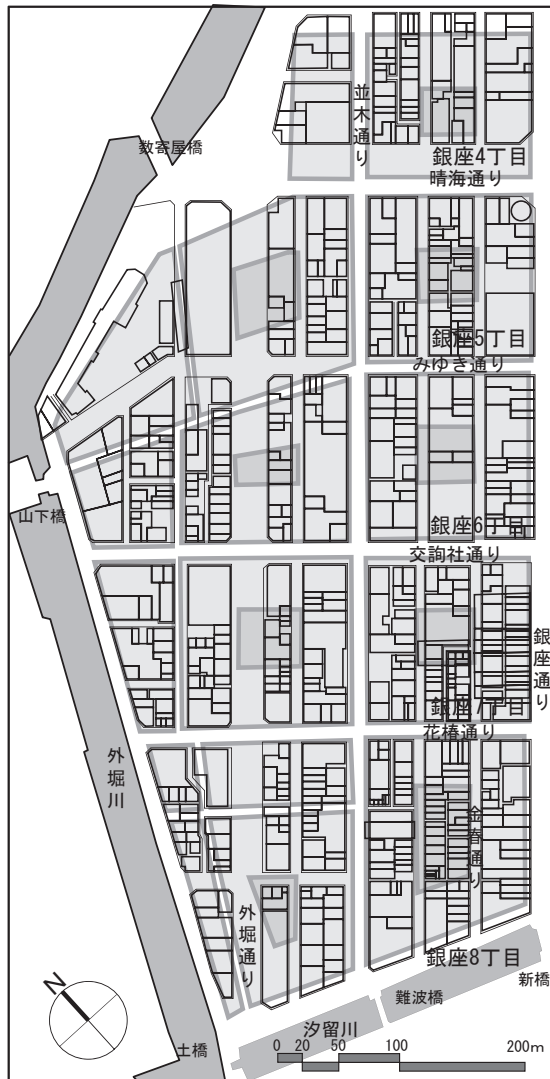 並木通り
数寄屋橋
銀座4丁目
晴海通り
銀座5丁目
みゆき通り
山下橋
銀座6丁目
交詢社通り
銀座通り
銀座7丁目
花椿通り
外堀川
金春通り
外堀通り
銀座8丁目
新橋
難波橋
N
汐留川
土橋
0 20 50 100 200m